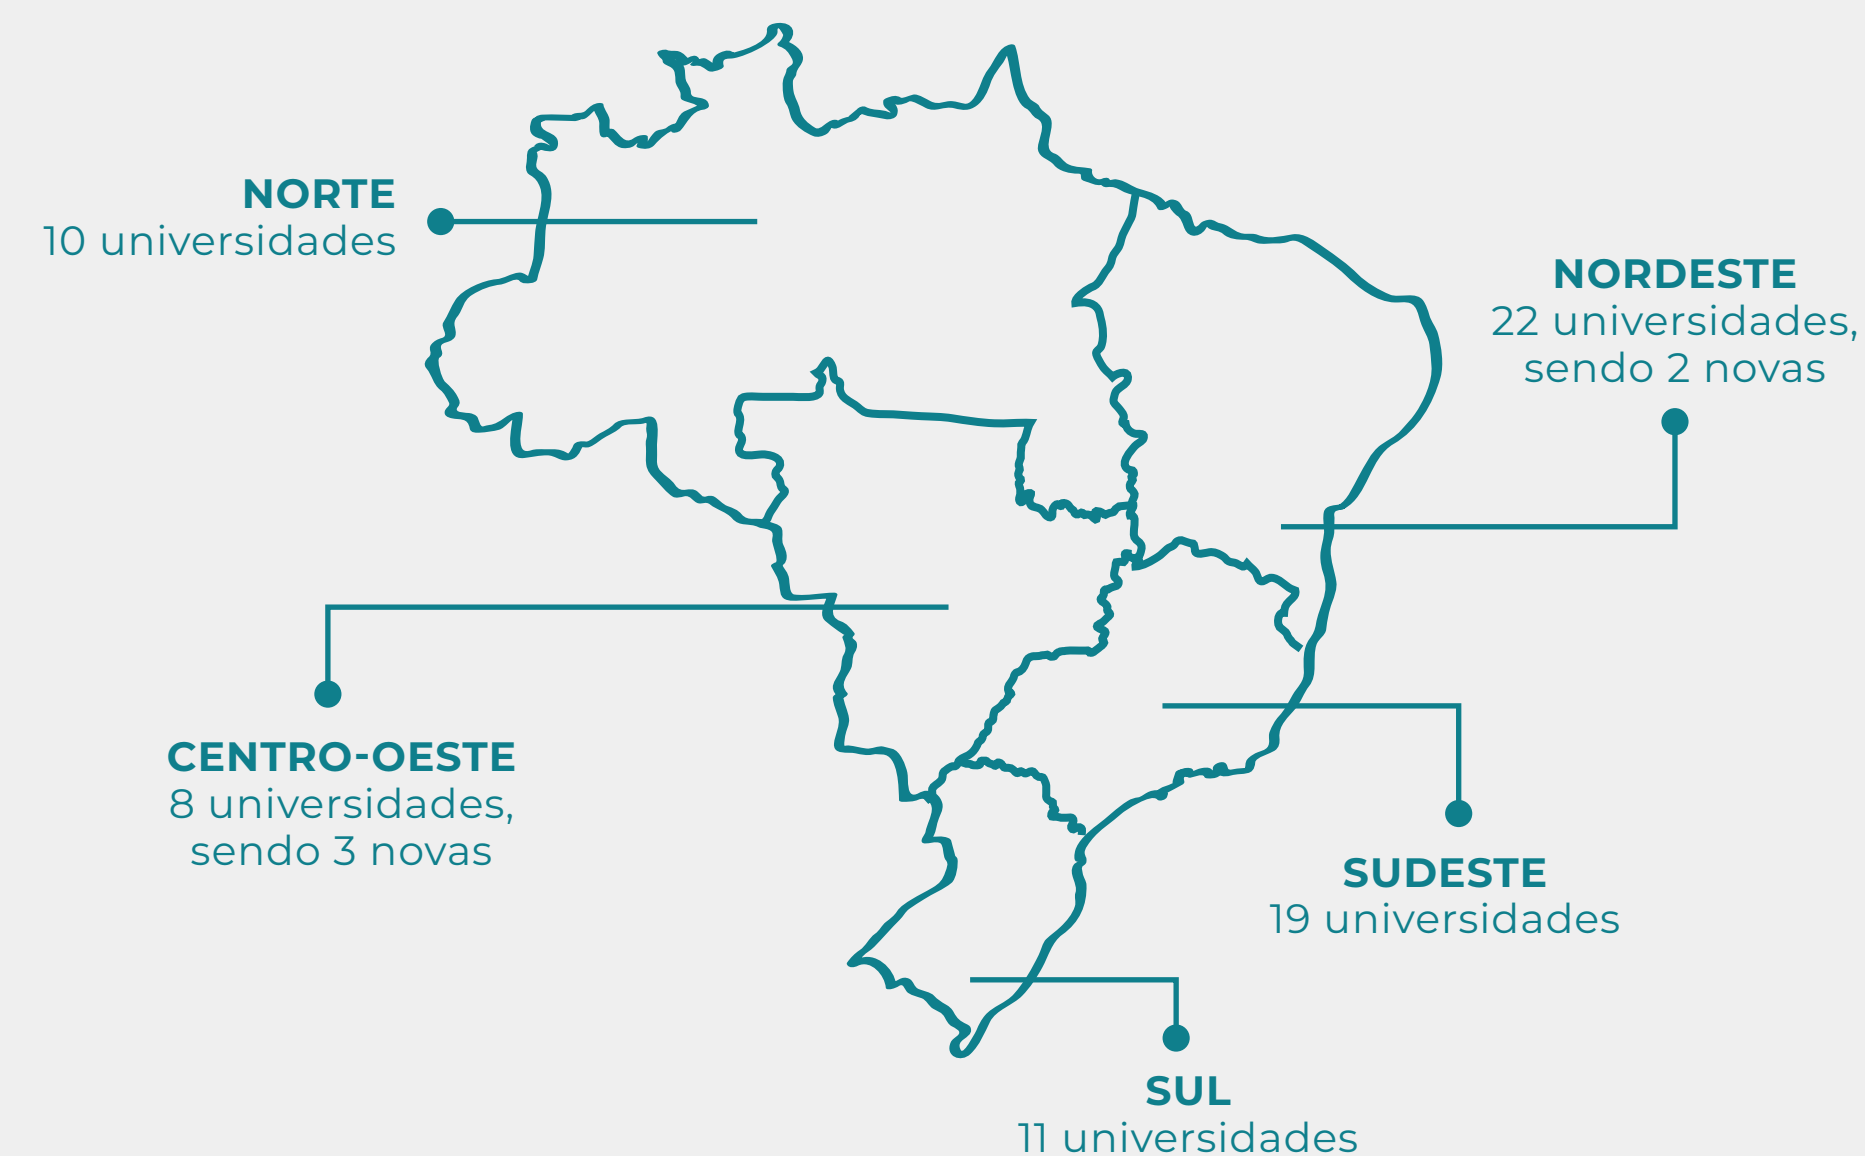 NORTE
10 universidades
NORDESTE
22 universidades,
sendo 2 novas
CENTRO-OESTE
8 universidades,
sendo 3 novas
SUDESTE
19 universidades
SUL
11 universidades